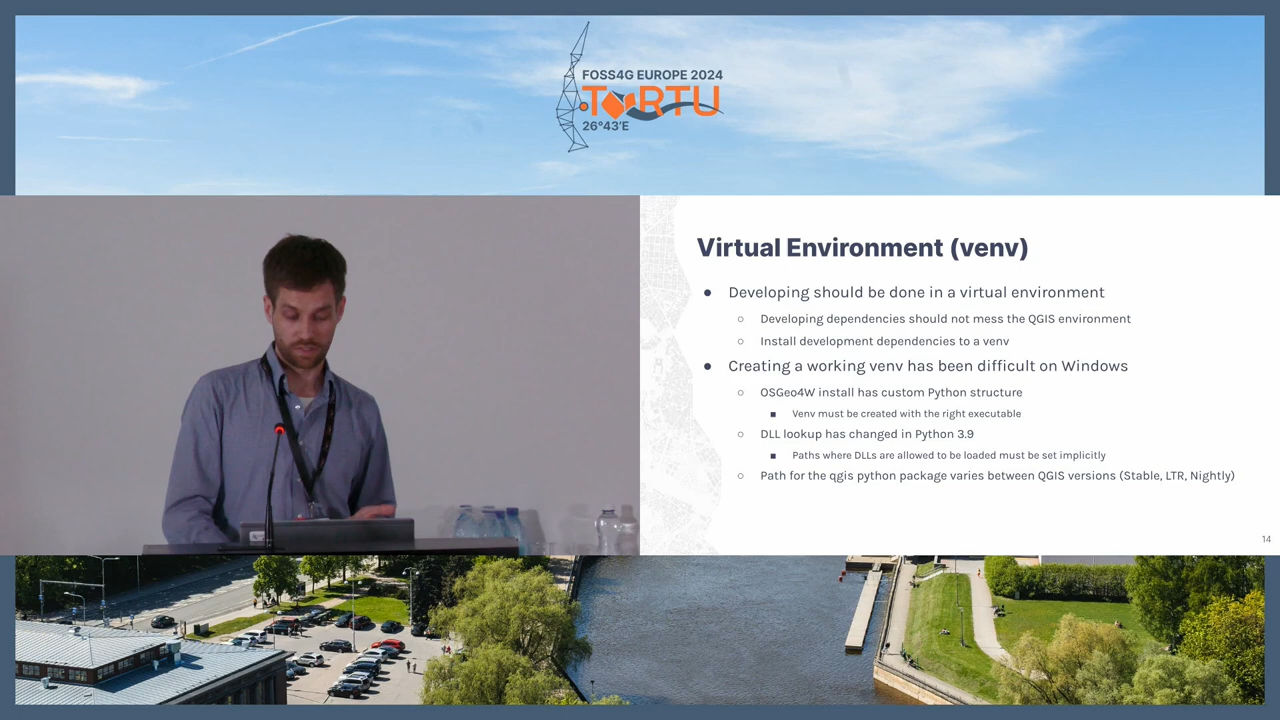 FOSS4G EUROPE 2024
TORTU
26°43'E
Virtual Environment (venv)
● Developing should be done in a virtual environment
○ Developing dependencies should not mess the QGIS environment
○ Install development dependencies to a venv
● Creating a working venv has been difficult on Windows
○ OSGeo4W install has custom Python structure
■ Venv must be created with the right executable
○ DLL lookup has changed in Python 3.9
■ Paths where DLLs are allowed to be loaded must be set implicitly
○ Path for the qgis python package varies between QGIS versions (Stable, LTR, Nightly)
14